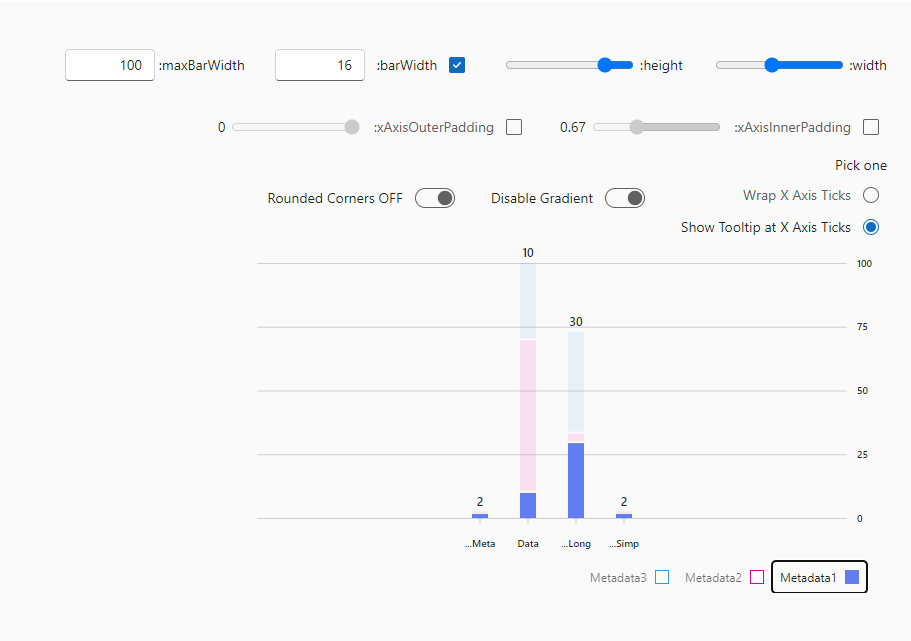 100 :maxBarWidth 16 :barWidth :height :width
0 :xAxisOuterPadding 0.67 :xAxisInnerPadding
Pick one
Rounded Corners OFF Disable Gradient Wrap X Axis Ticks
Show Tooltip at X Axis Ticks
10
100
30
75
50
25
2
2
0
...Meta Data ...Long ...Simp
Metadata3 Metadata2 Metadata1